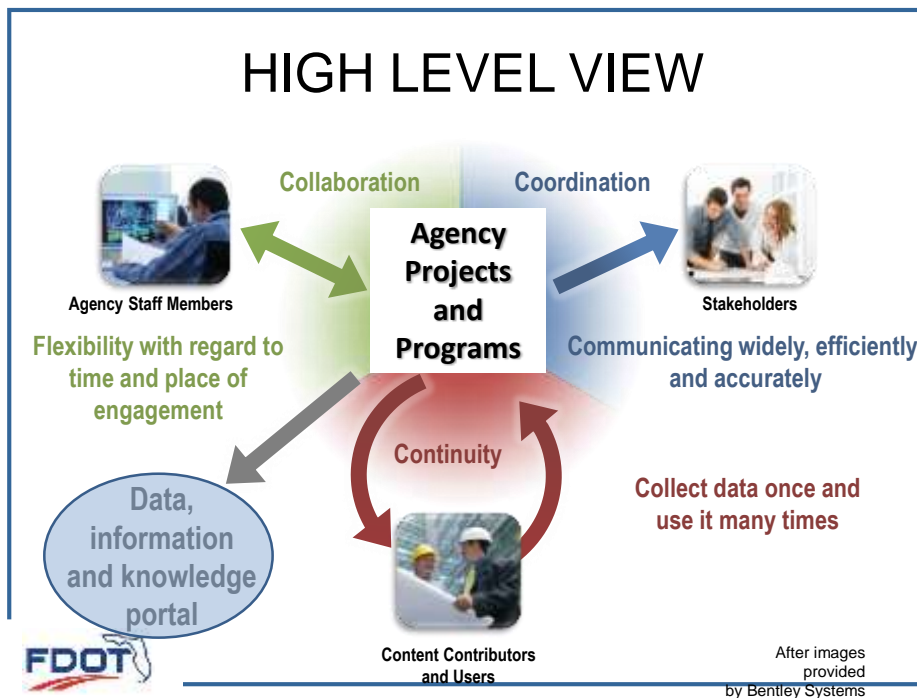 HIGH LEVEL VIEW
Collaboration
Coordination
Agency
Projects
and
Programs
Agency Staff Members
Stakeholders
Flexibility with regard to
time and place of
engagement
Communicating widely, efficiently
and accurately
Continuity
Collect data once and
use it many times
Data,
information
and knowledge
portal
Content Contributors
and Users
FDOT
After images
provided
by Bentley Systems